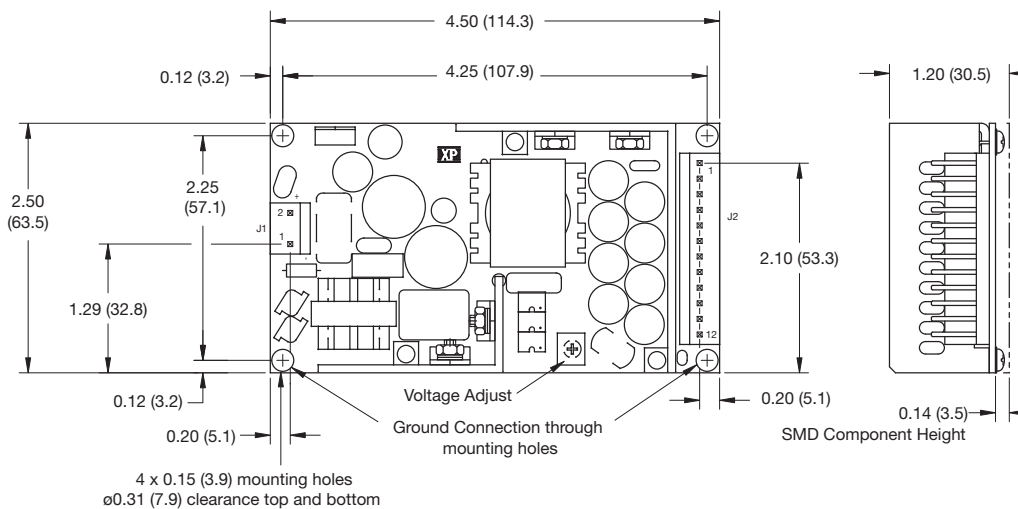 4.50 (114.3)
0.12 (3.2)
4.25 (107.9)
1.20 (30.5)
XP
1
2.50
(63.5)
2.25
(57.1)
+
2
J1
1
-
J2
2.10 (53.3)
1.29 (32.8)
12
0.12 (3.2)
Voltage Adjust
0.20 (5.1)
0.14 (3.5)
0.20 (5.1)
Ground Connection through
mounting holes
SMD Component Height
4 x 0.15 (3.9) mounting holes
ø0.31 (7.9) clearance top and bottom